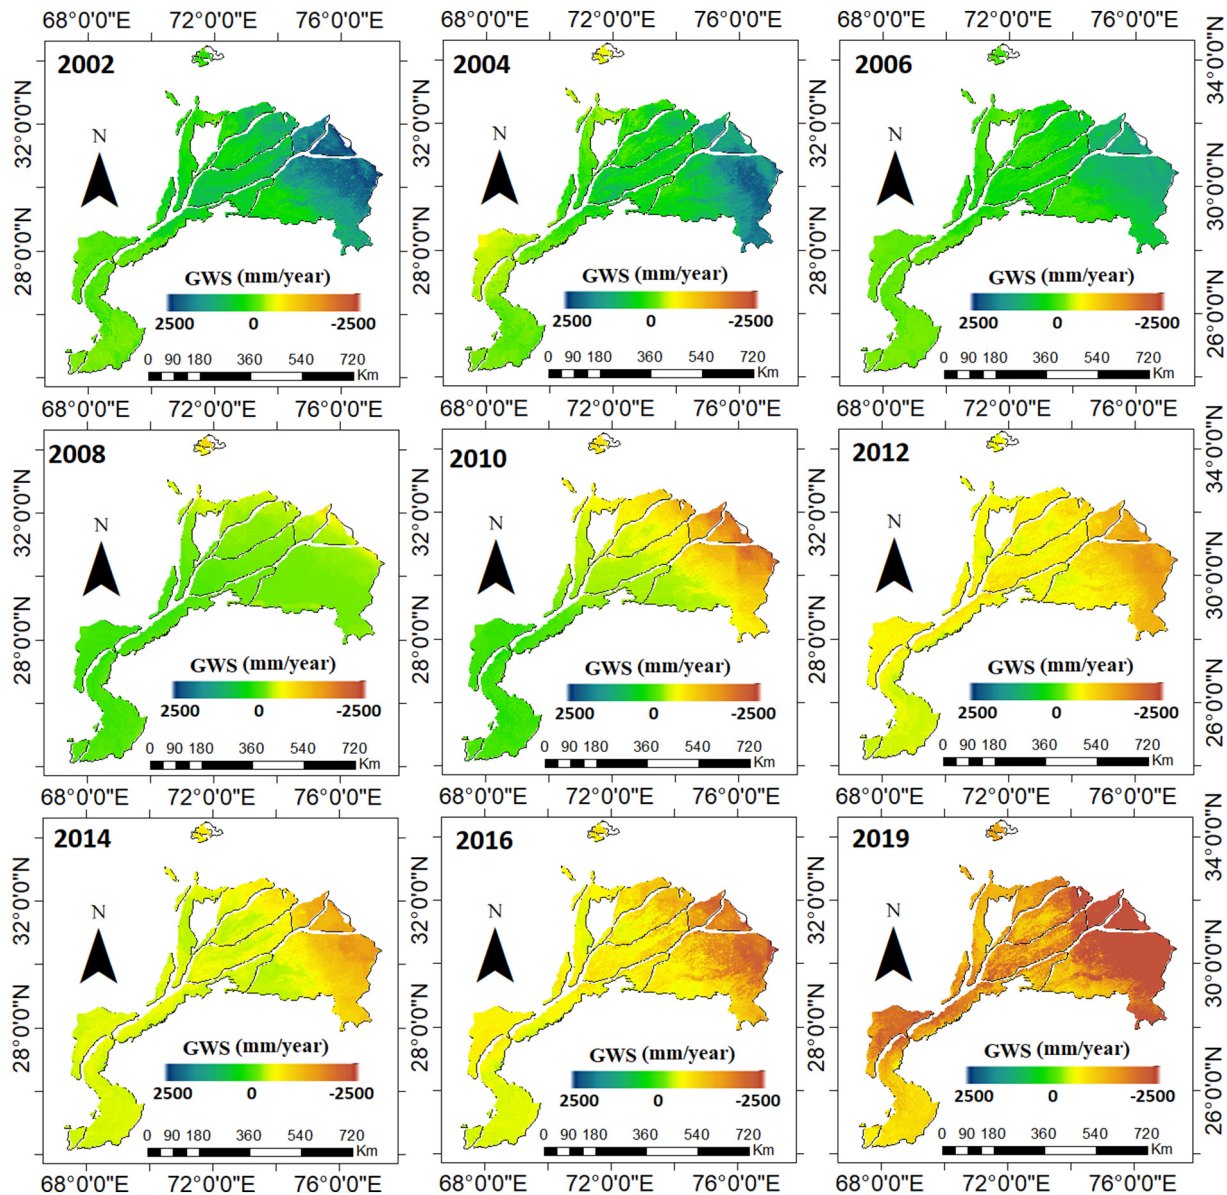 68°0'0"E 72°0'0"E 76°0'0"E 68°0'0"E 72°0'0"E 76°0'0"E 68°0'0"E 72°0'0"E 76°0'0"E
2002
N
GWS (mm/year)
2500 0 -2500
0 90 180 360 540 720
Km
32°0'0"N
28°0'0"N
2004
N
GWS (mm/year)
2500 0 -2500
0 90 180 360 540 720
Km
32°0'0"N
28°0'0"N
2006
N
GWS (mm/year)
2500 0 -2500
0 90 180 360 540 720
Km
32°0'0"N
28°0'0"N
34°0'0"N
30°0'0"N
26°0'0"N
68°0'0"E 72°0'0"E 76°0'0"E 68°0'0"E 72°0'0"E 76°0'0"E 68°0'0"E 72°0'0"E 76°0'0"E
2008
N
GWS (mm/year)
2500 0 -2500
0 90 180 360 540 720
Km
32°0'0"N
28°0'0"N
2010
N
GWS (mm/year)
2500 0 -2500
0 90 180 360 540 720
Km
32°0'0"N
28°0'0"N
2012
N
GWS (mm/year)
2500 0 -2500
0 90 180 360 540 720
Km
32°0'0"N
28°0'0"N
34°0'0"N
30°0'0"N
26°0'0"N
68°0'0"E 72°0'0"E 76°0'0"E 68°0'0"E 72°0'0"E 76°0'0"E 68°0'0"E 72°0'0"E 76°0'0"E
2014
N
GWS (mm/year)
2500 0 -2500
0 90 180 360 540 720
Km
32°0'0"N
28°0'0"N
2016
N
GWS (mm/year)
2500 0 -2500
0 90 180 360 540 720
Km
32°0'0"N
28°0'0"N
2019
N
GWS (mm/year)
2500 0 -2500
0 90 180 360 540 720
Km
32°0'0"N
28°0'0"N
34°0'0"N
30°0'0"N
26°0'0"N
68°0'0"E 72°0'0"E 76°0'0"E 68°0'0"E 72°0'0"E 76°0'0"E 68°0'0"E 72°0'0"E 76°0'0"E